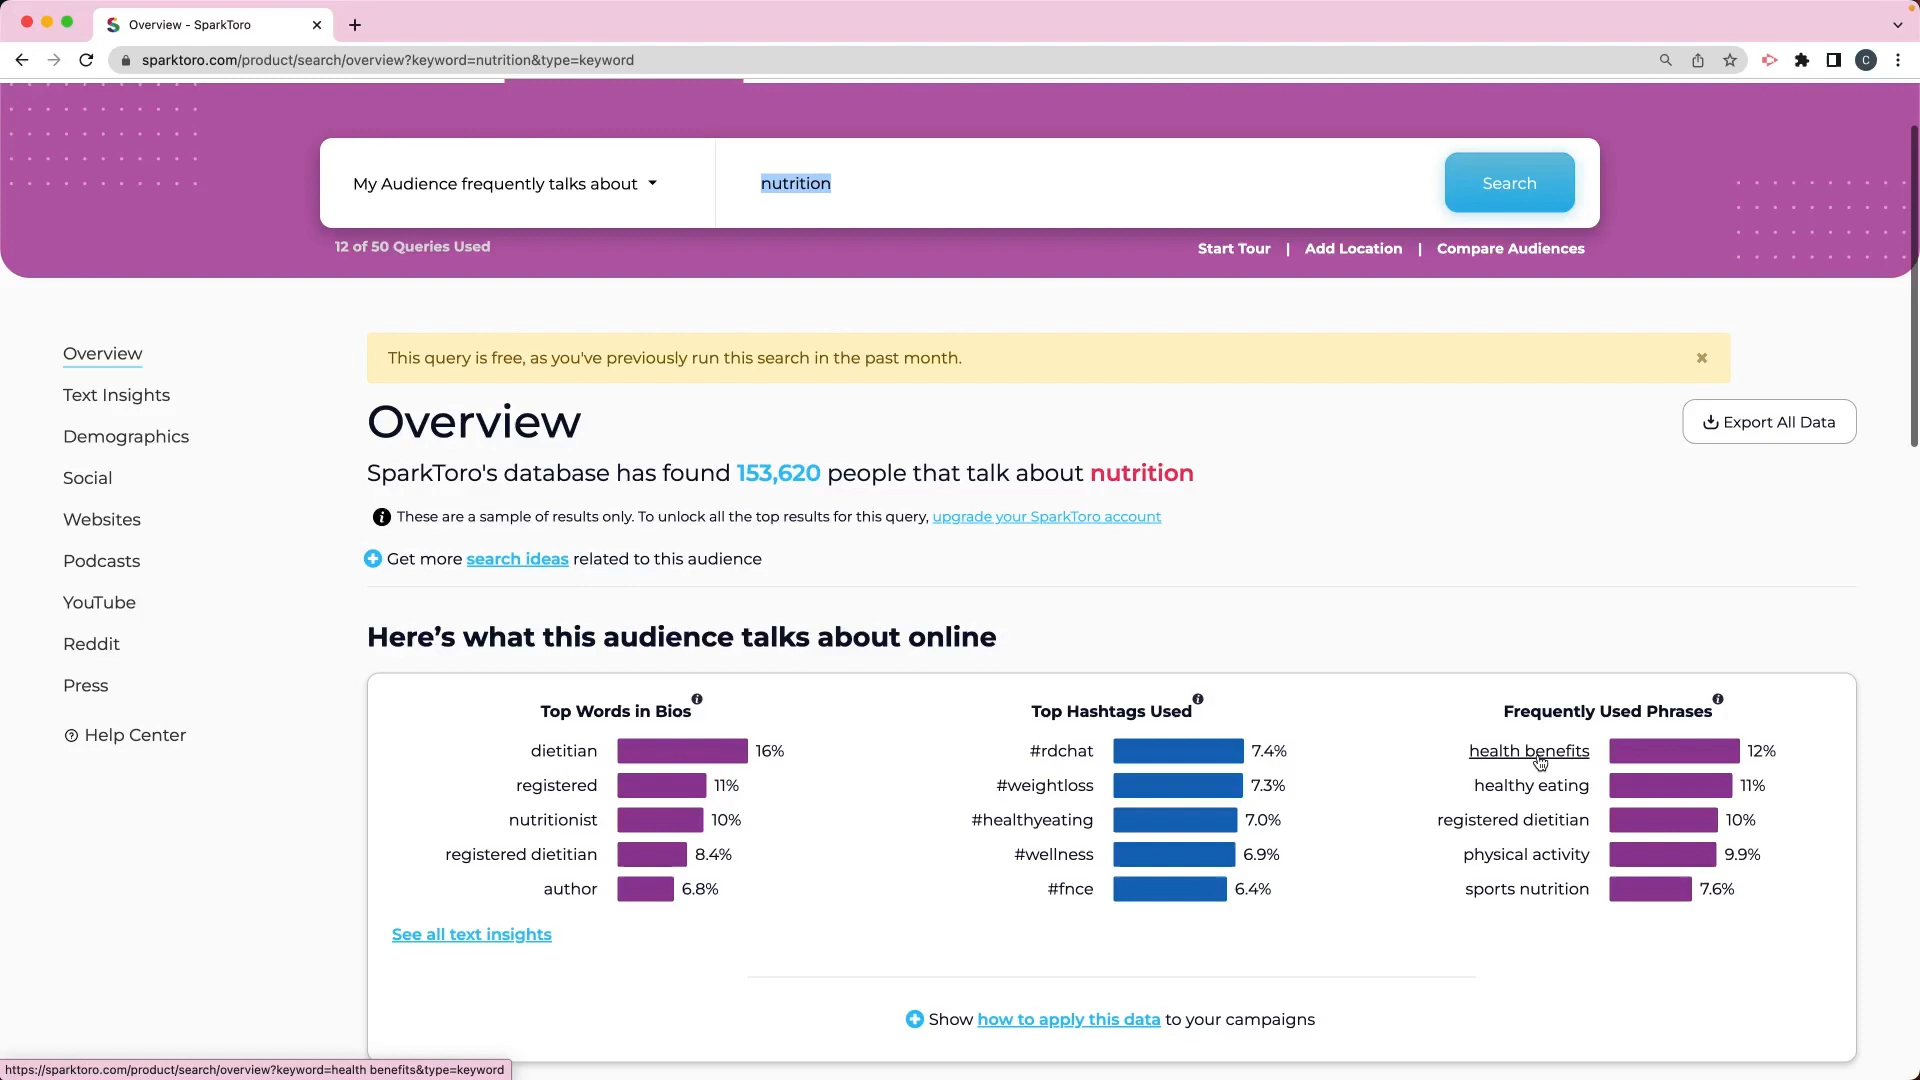 Overview - SparkToro
sparktoro.com/product/search/overview?keyword=nutrition&type=keyword
C
My Audience frequently talks about
nutrition
Search
12 of 50 Queries Used
Start Tour | Add Location | Compare Audiences
Overview
Text Insights
Demographics
Social
Websites
Podcasts
YouTube
Reddit
Press
Help Center
This query is free, as you've previously run this search in the past month.
Overview
Export All Data
SparkToro's database has found 153,620 people that talk about nutrition
These are a sample of results only. To unlock all the top results for this query, upgrade your SparkToro account
Get more search ideas related to this audience
Here’s what this audience talks about online
Top Words in Bios
dietitian 16%
registered 11%
nutritionist 10%
registered dietitian 8.4%
author 6.8%
See all text insights
Top Hashtags Used
#rdchat 7.4%
#weightloss 7.3%
#healthyeating 7.0%
#wellness 6.9%
#fnce 6.4%
Frequently Used Phrases
health benefits 12%
healthy eating 11%
registered dietitian 10%
physical activity 9.9%
sports nutrition 7.6%
Show how to apply this data to your campaigns
https://sparktoro.com/product/search/overview?keyword=health benefits&type=keyword